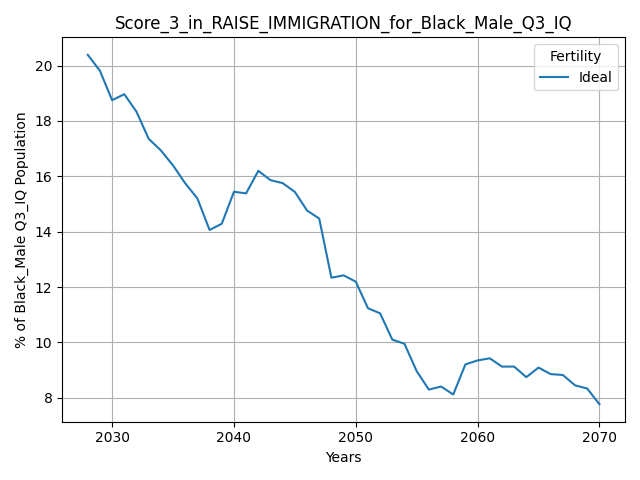 Score_3_in_RAISE_IMMIGRATION_for_Black_Male_Q3_IQ
Fertility
Ideal
% of Black_Male Q3_IQ Population
20
18
16
14
12
10
8
2030 2040 2050 2060 2070
Years